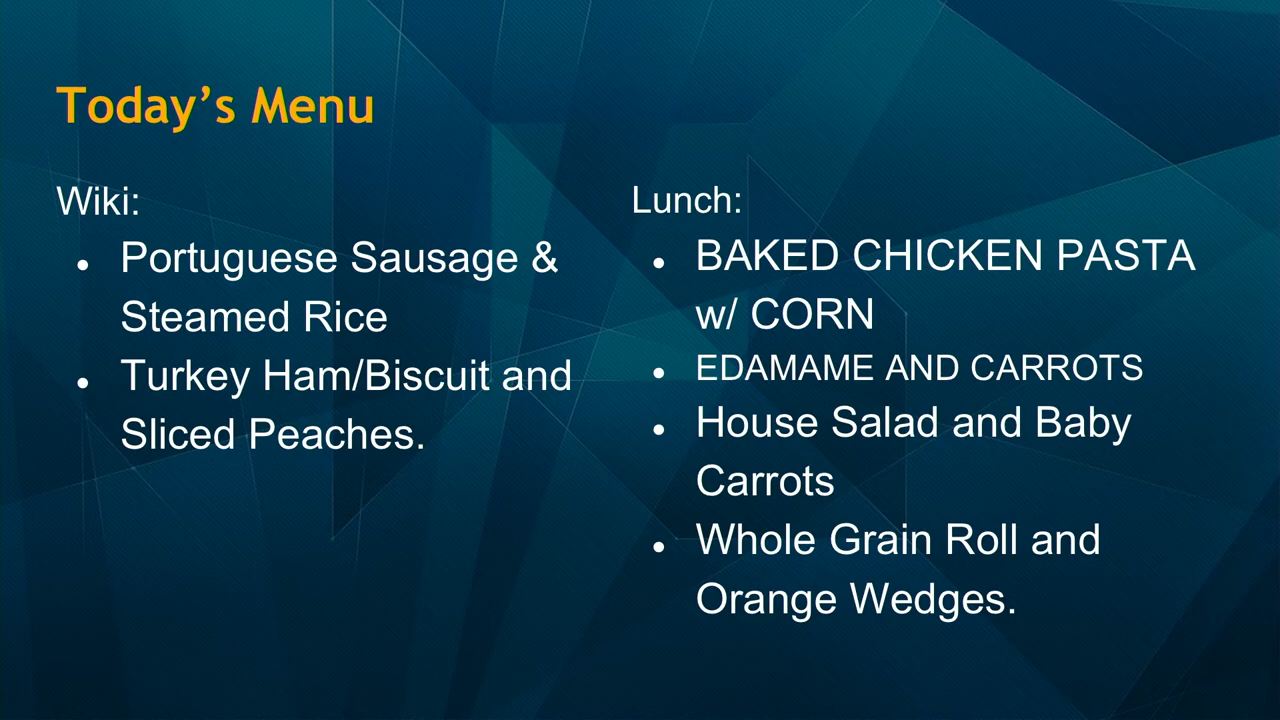 Today’s Menu
Wiki:
● Portuguese Sausage &
Steamed Rice
● Turkey Ham/Biscuit and
Sliced Peaches.
Lunch:
● BAKED CHICKEN PASTA
w/ CORN
● EDAMAME AND CARROTS
● House Salad and Baby
Carrots
● Whole Grain Roll and
Orange Wedges.